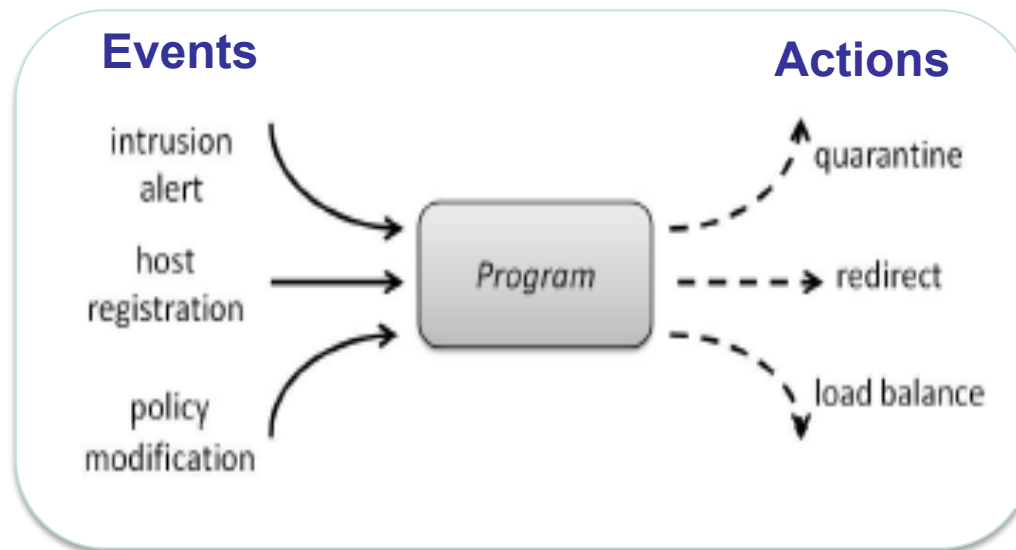 Events
Actions
intrusion
alert
host
registration
policy
modification
Program
quarantine
redirect
load balance